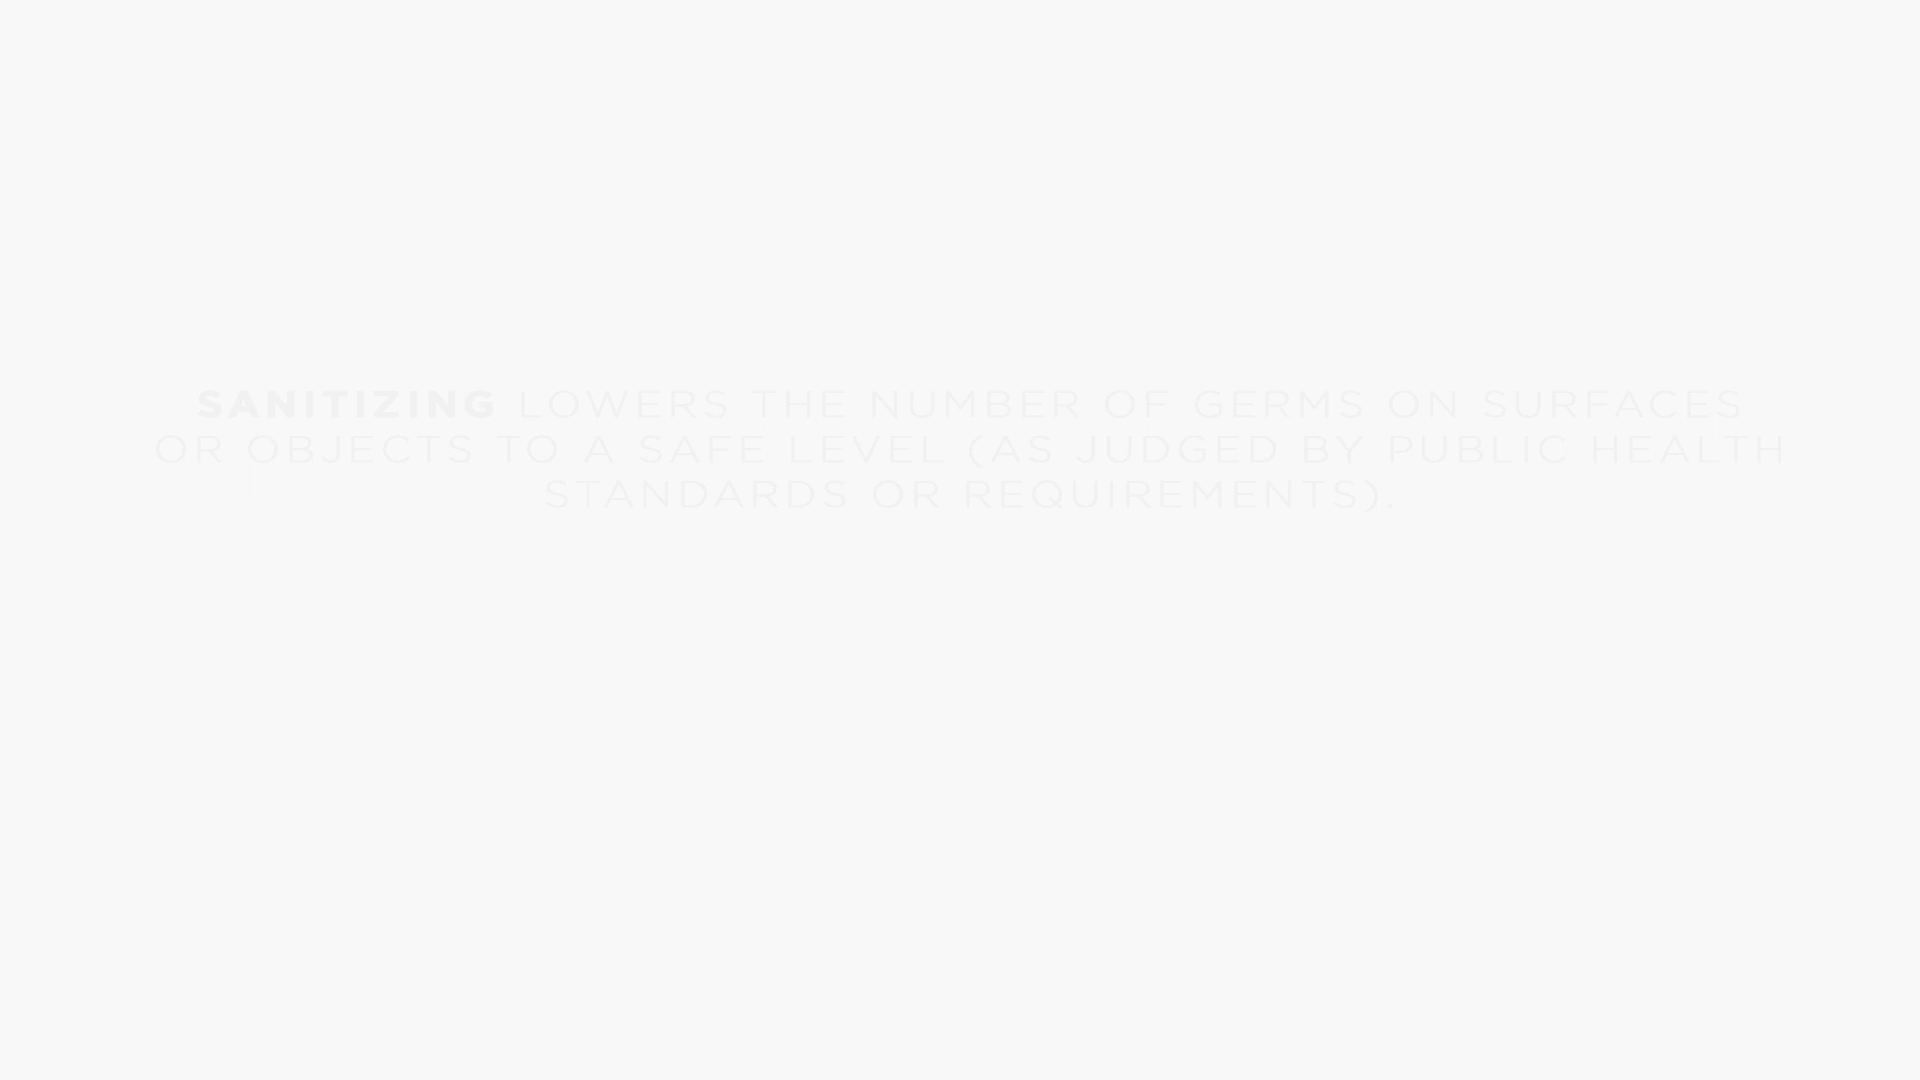 SANITIZING LOWERS THE NUMBER OF GERMS ON SURFACES
OR OBJECTS TO A SAFE LEVEL (AS JUDGED BY PUBLIC HEALTH
STANDARDS OR REQUIREMENTS).